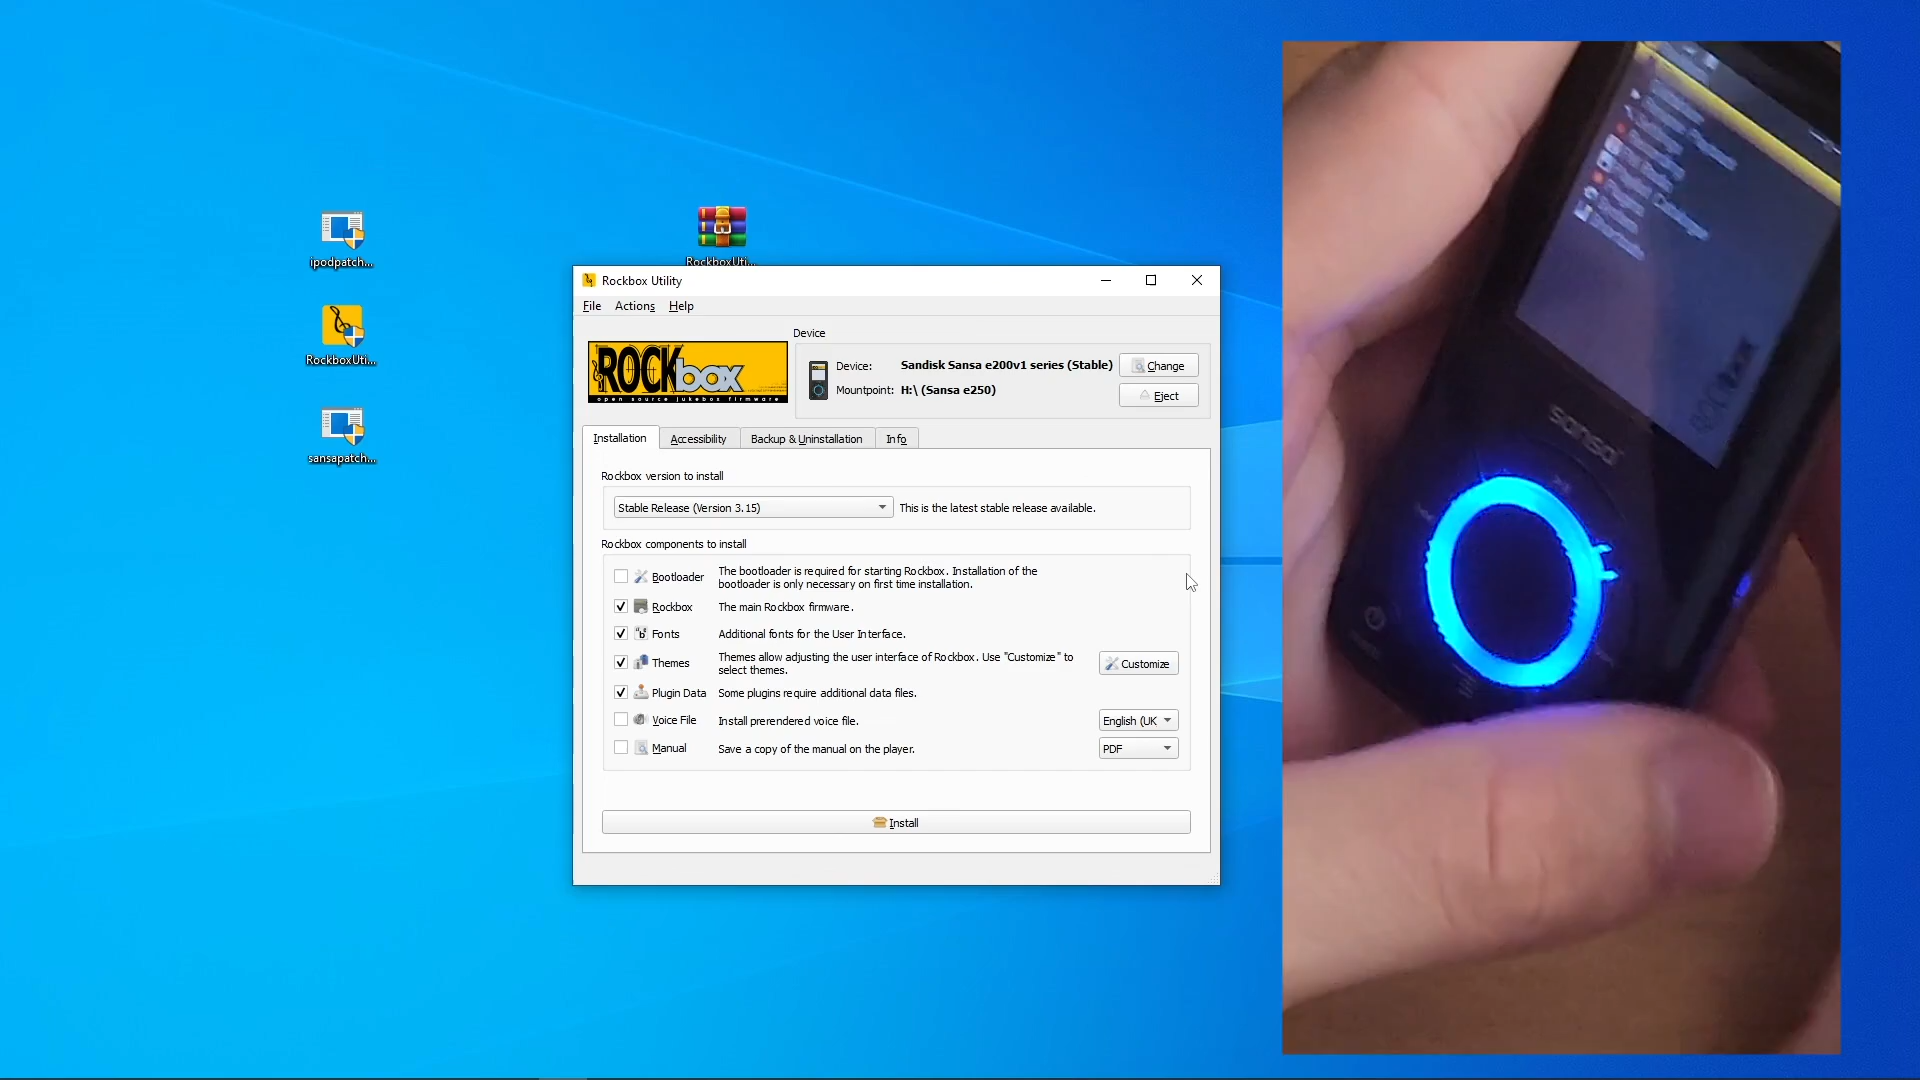 ipodpatch...
RockboxUti...
sansapatch...
RockboxUti...
Rockbox Utility
File Actions Help
ROCKbox
open source jukebox firmware
Device
Device: Sandisk Sansa e200v1 series (Stable) Change
Mountpoint: H:\ (Sansa e250) Eject
Installation Accessibility Backup & Uninstallation Info
Rockbox version to install
Stable Release (Version 3.15) This is the latest stable release available.
Rockbox components to install
Bootloader The bootloader is required for starting Rockbox. Installation of the
bootloader is only necessary on first time installation.
Rockbox The main Rockbox firmware.
Fonts Additional fonts for the User Interface.
Themes Themes allow adjusting the user interface of Rockbox. Use "Customize" to
select themes. Customize
Plugin Data Some plugins require additional data files.
Voice File Install prerendered voice file. English (UK
Manual Save a copy of the manual on the player. PDF
Install
sansa